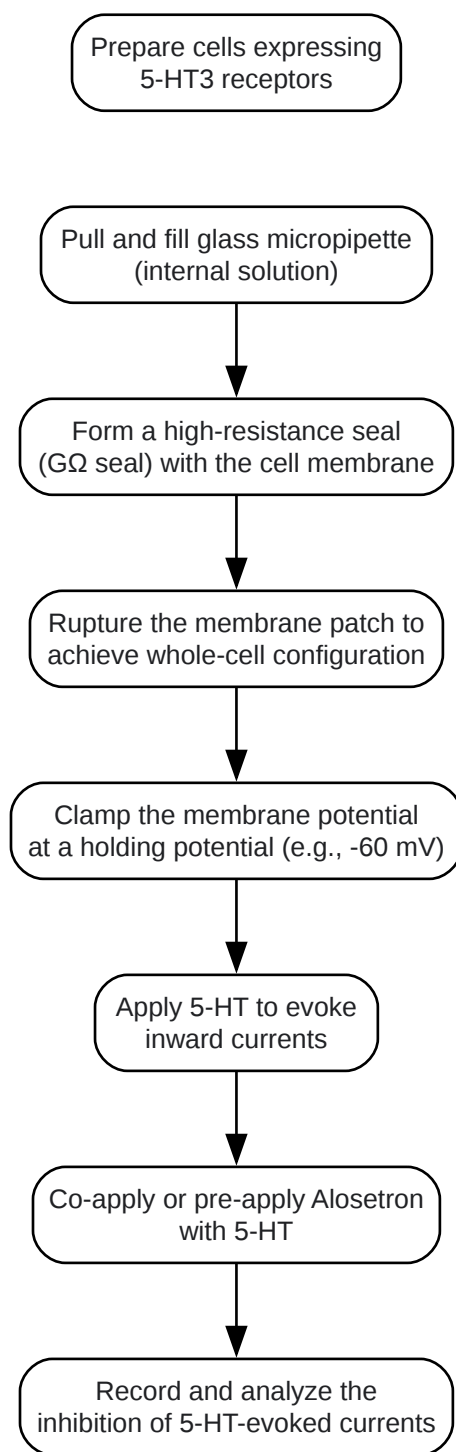 Prepare cells expressing
5-HT3 receptors
Pull and fill glass micropipette
(internal solution)
Form a high-resistance seal
(GΩ seal) with the cell membrane
Rupture the membrane patch to
achieve whole-cell configuration
Clamp the membrane potential
at a holding potential (e.g., -60 mV)
Apply 5-HT to evoke
inward currents
Co-apply or pre-apply Alosetron
with 5-HT
Record and analyze the
inhibition of 5-HT-evoked currents